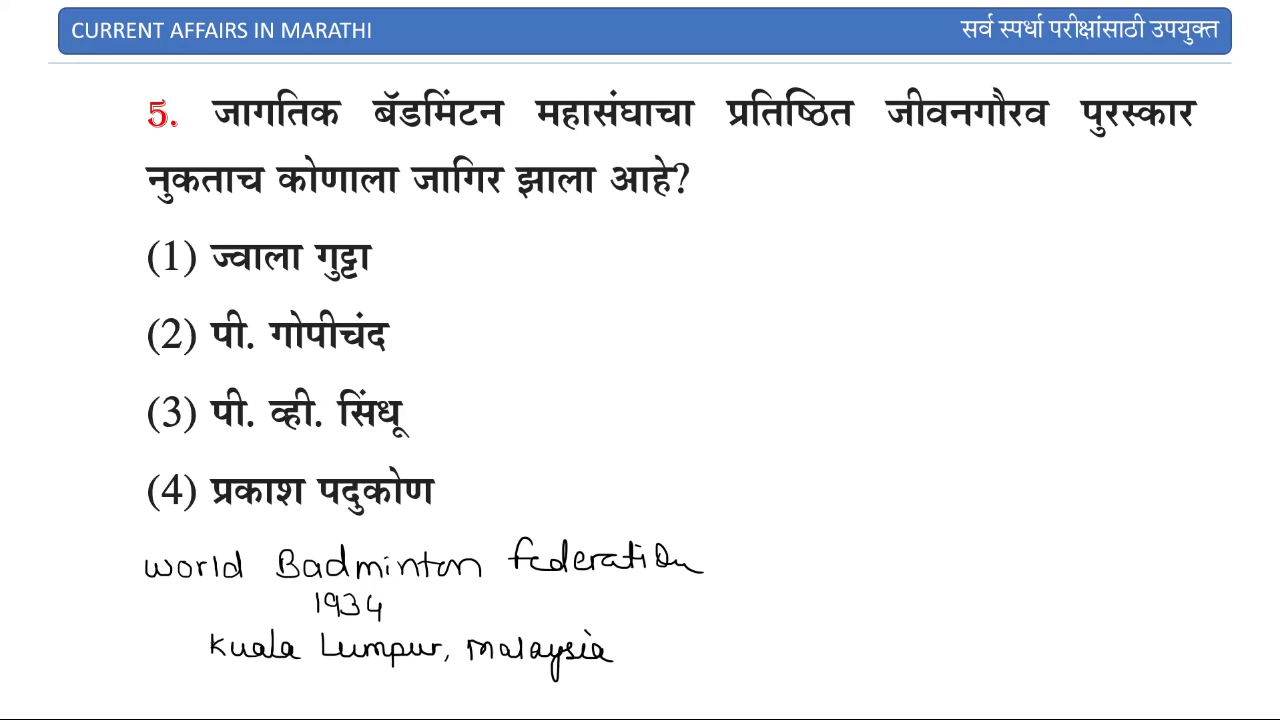 CURRENT AFFAIRS IN MARATHI
सर्व स्पर्धा परीक्षांसाठी उपयुक्त
5. जागतिक बॅडमिंटन महासंघाचा प्रतिष्ठित जीवनगौरव पुरस्कार
नुकताच कोणाला जागिर झाला आहे?
(1) ज्वाला गुट्टा
(2) पी. गोपीचंद
(3) पी. व्ही. सिंधू
(4) प्रकाश पदुकोण
World Badminton Federation
1934
Kuala Lumpur, Malaysia